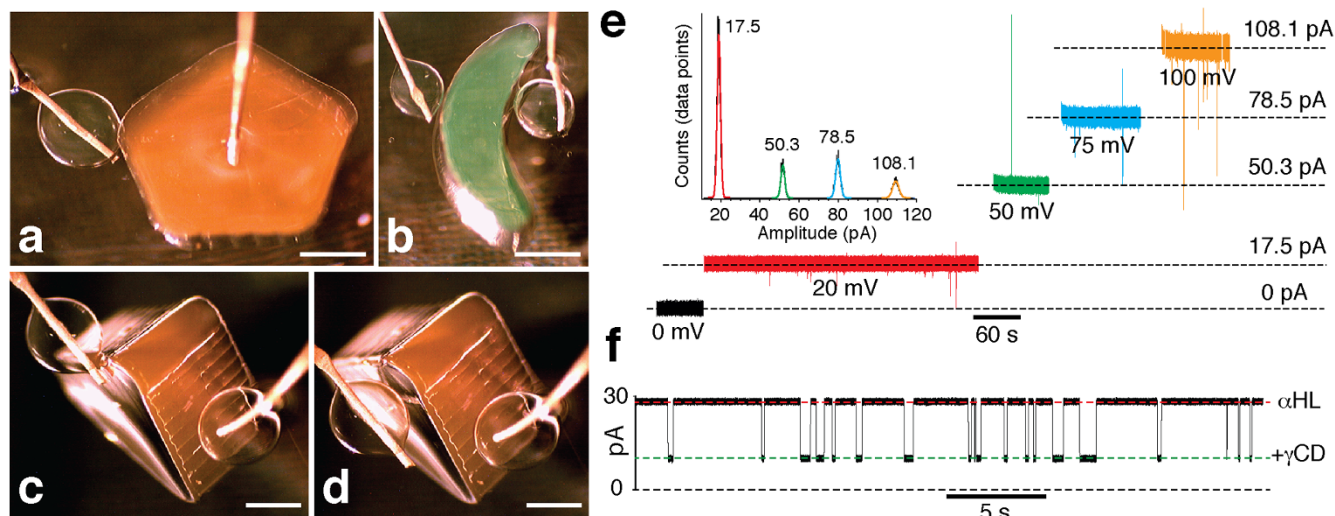 a
b
c
d
e
Counts (data points)
17.5
50.3
78.5
108.1
20 40 60 80 100 120
Amplitude (pA)
108.1 pA
100 mV
78.5 pA
75 mV
50.3 pA
50 mV
17.5 pA
20 mV
0 pA
0 mV
60 s
f
30
pA
0
αHL
+γCD
5 s